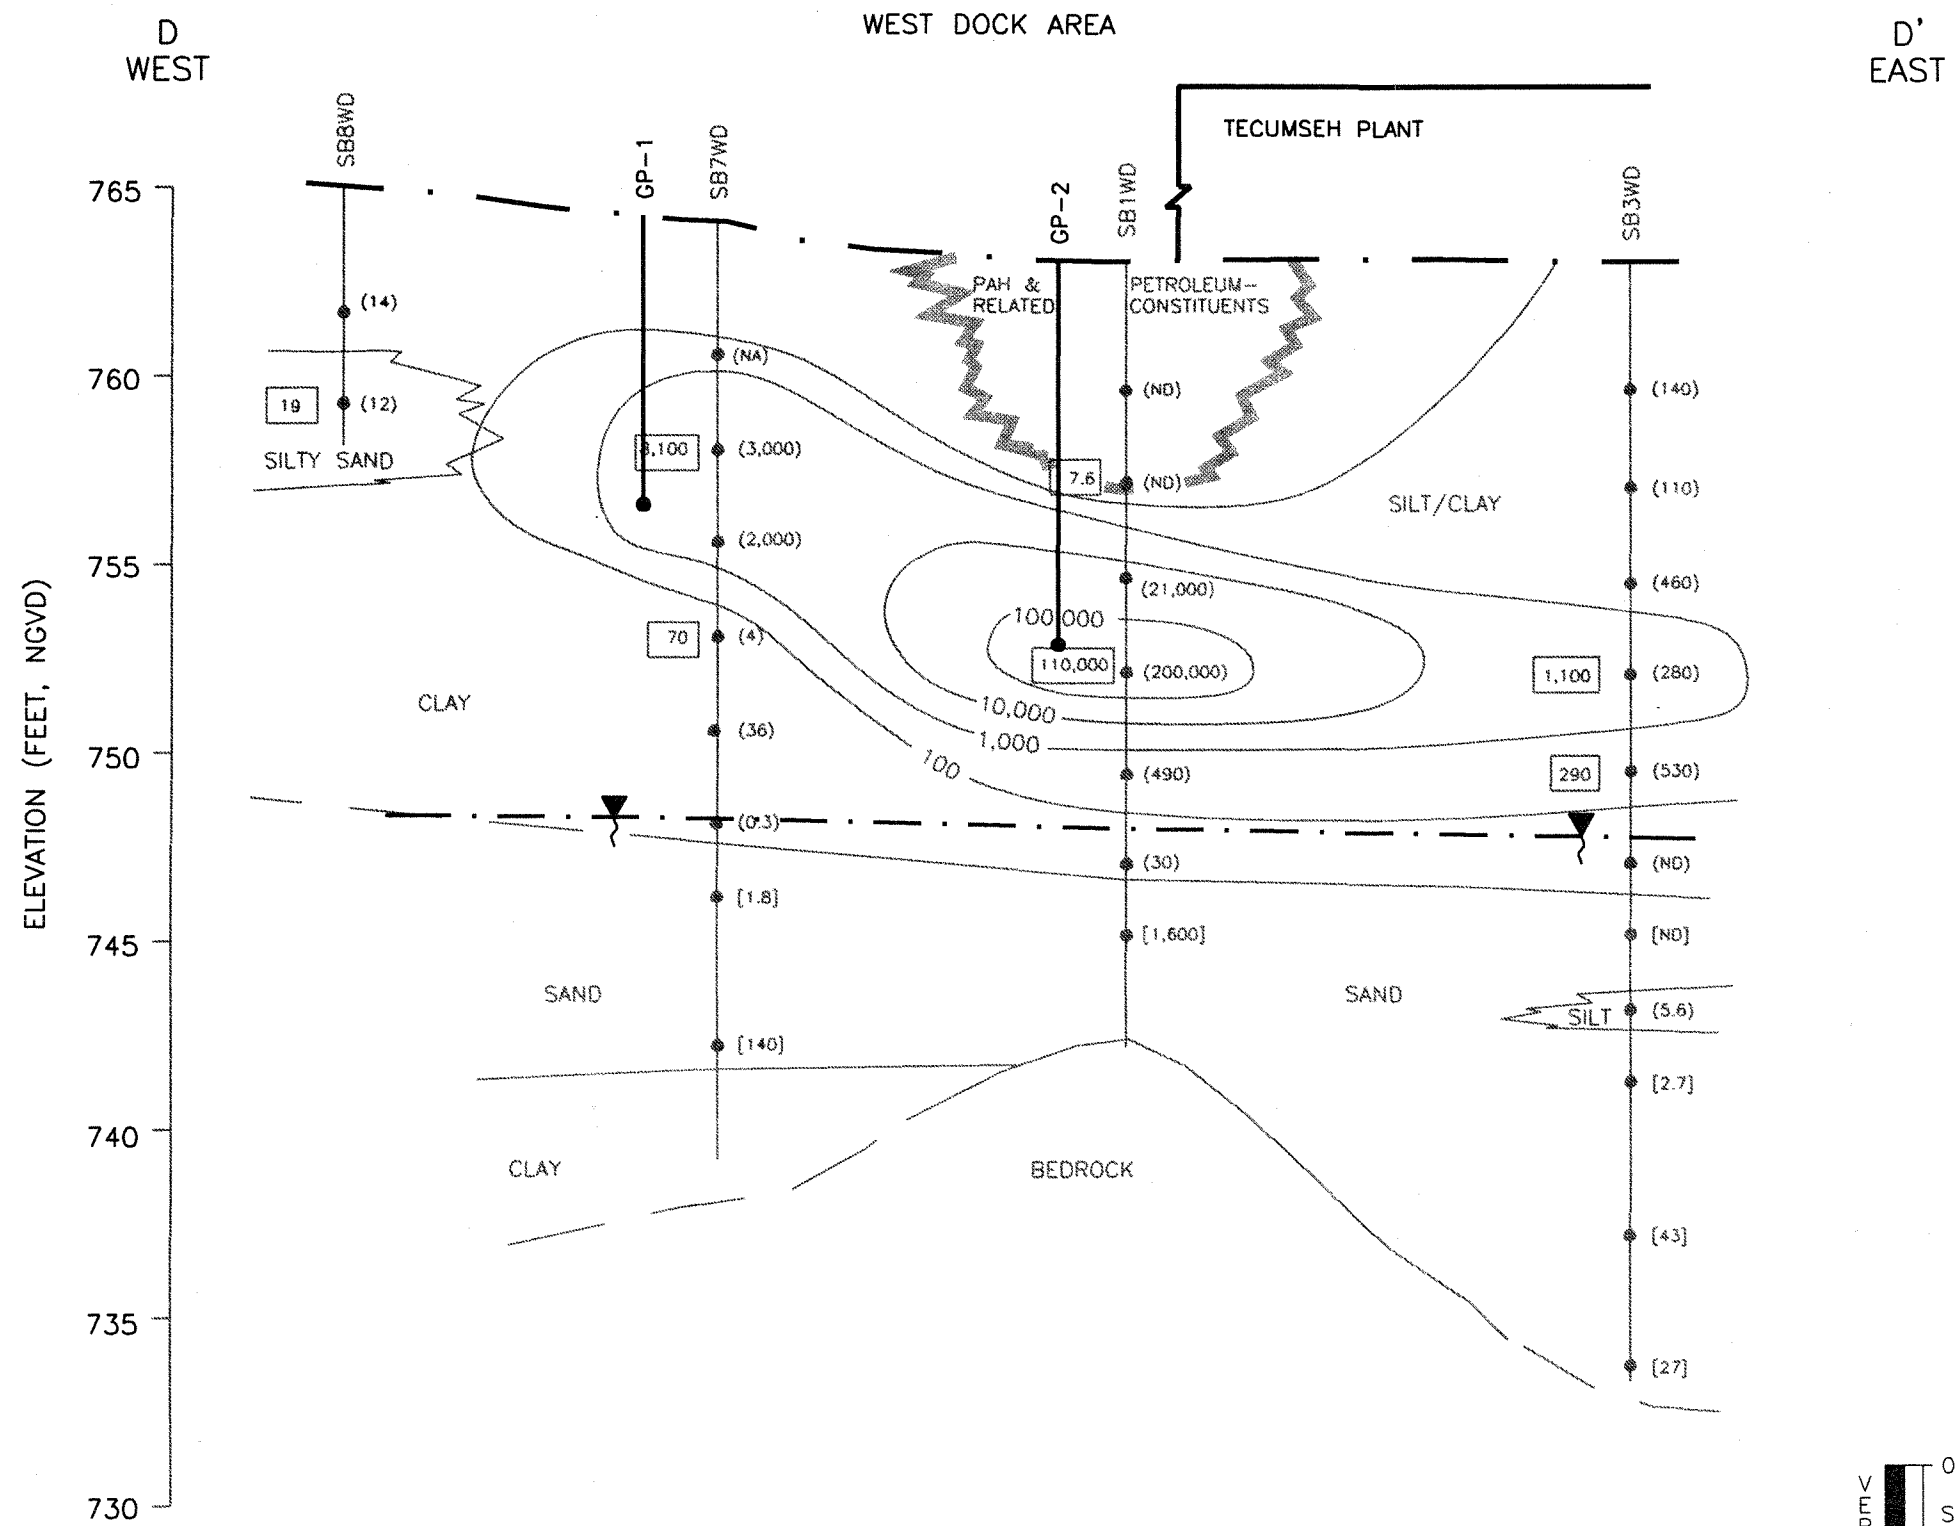 WEST DOCK AREA
D
WEST
D'
EAST
TECUMSEH PLANT
SB8WD
GP-1
SB7WD
GP-2
SB1WD
SB3WD
ELEVATION (FEET, NGVD)
765
760
755
750
745
740
735
730
PAH &
RELATED
PETROLEUM-
CONSTITUENTS
(14)
19
(12)
SILTY SAND
(NA)
(3,000)
(2,000)
70
(4)
(36)
(0.3)
[1.8]
[140]
(ND)
7.6
(ND)
(21,000)
100,000
110,000
(200,000)
10,000
1,000
100
(490)
(30)
[1,600]
(140)
(110)
(460)
1,100
(280)
290
(530)
(ND)
[ND]
(5.6)
[2.7]
[43]
[27]
SILT/CLAY
CLAY
SAND
SAND
SILT
CLAY
BEDROCK
0